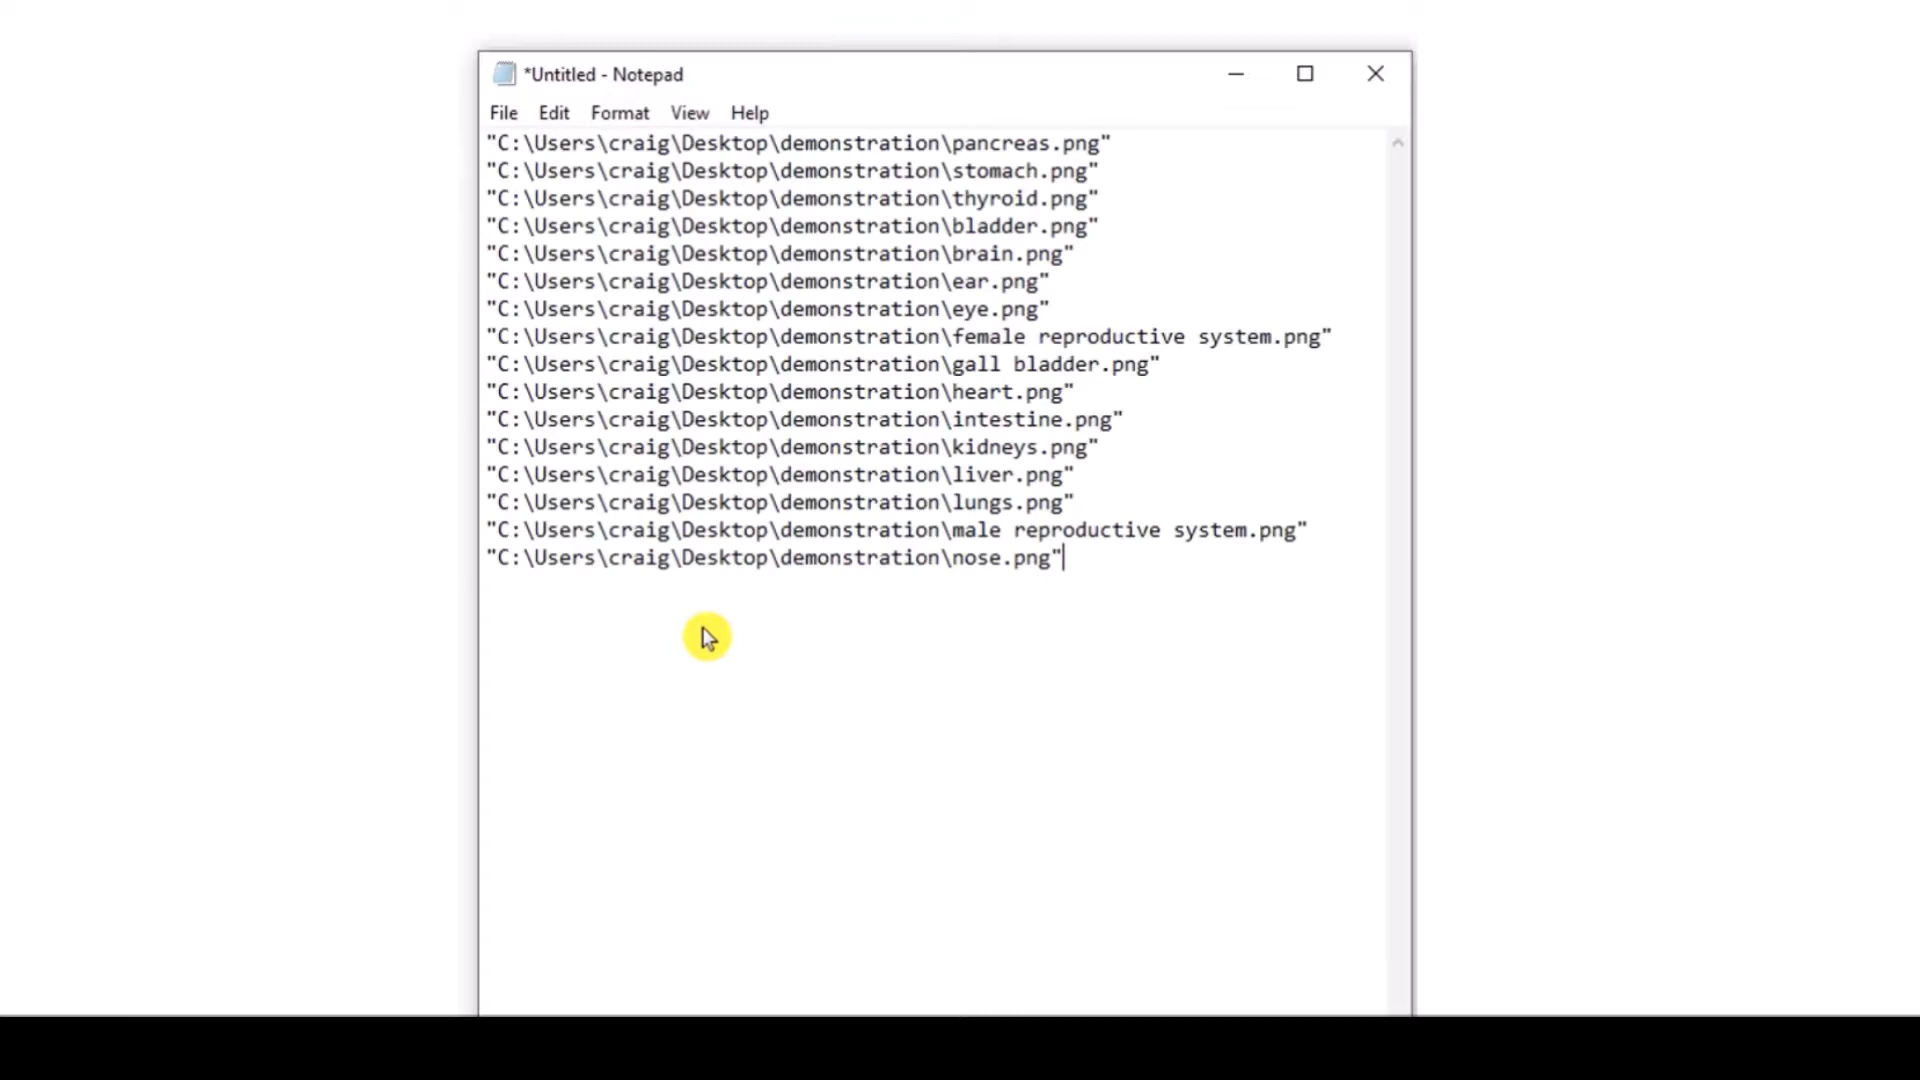 *Untitled - Notepad
File Edit Format View Help
"C:\Users\craig\Desktop\demonstration\pancreas.png"
"C:\Users\craig\Desktop\demonstration\stomach.png"
"C:\Users\craig\Desktop\demonstration\thyroid.png"
"C:\Users\craig\Desktop\demonstration\bladder.png"
"C:\Users\craig\Desktop\demonstration\brain.png"
"C:\Users\craig\Desktop\demonstration\ear.png"
"C:\Users\craig\Desktop\demonstration\eye.png"
"C:\Users\craig\Desktop\demonstration\female reproductive system.png"
"C:\Users\craig\Desktop\demonstration\gall bladder.png"
"C:\Users\craig\Desktop\demonstration\heart.png"
"C:\Users\craig\Desktop\demonstration\intestine.png"
"C:\Users\craig\Desktop\demonstration\kidneys.png"
"C:\Users\craig\Desktop\demonstration\liver.png"
"C:\Users\craig\Desktop\demonstration\lungs.png"
"C:\Users\craig\Desktop\demonstration\male reproductive system.png"
"C:\Users\craig\Desktop\demonstration\nose.png"